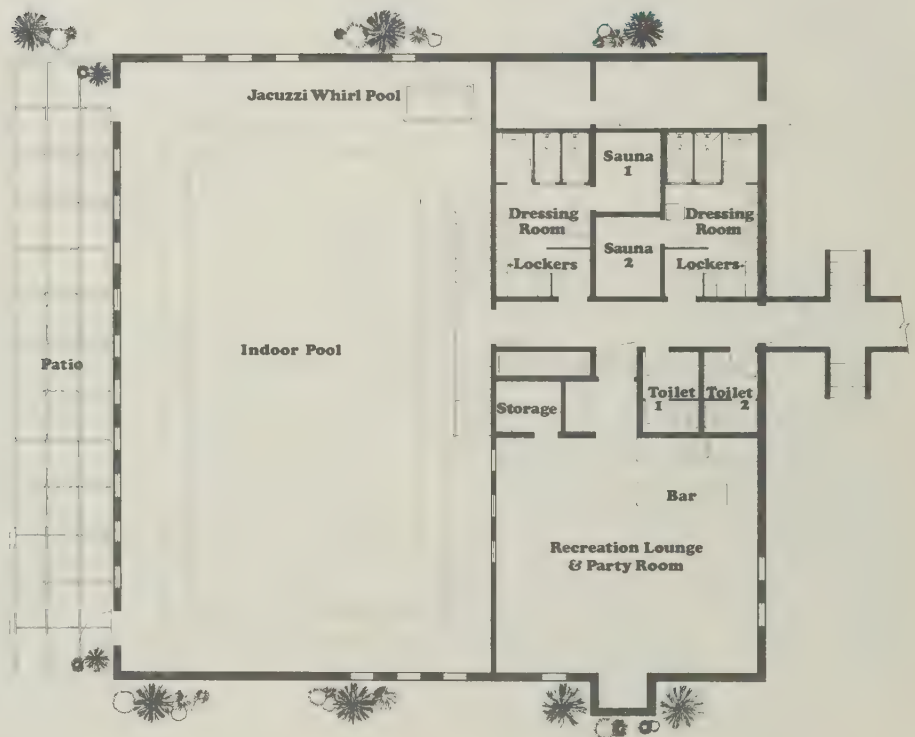 Jacuzzi Whirl Pool
Sauna
1
Dressing
Room
Dressing
Room
Sauna
2
-Lockers
Lockers-
Indoor Pool
Patio
Toilet
1
Toilet
2
Storage
Bar
Recreation Lounge
& Party Room